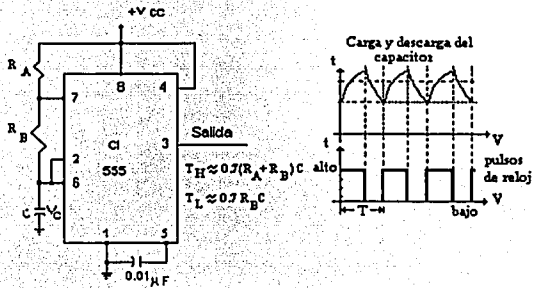 +V CC
R A
R B
7
8
4
2
6
3
1
5
CI
555
C
V C
0.01 µF
Salida
T H ≈ 0.7(R A + R B) C
T L ≈ 0.7 R B C
Carga y descarga del
capacitor
t
V
t
alto
pulsos
de reloj
T
bajo
V